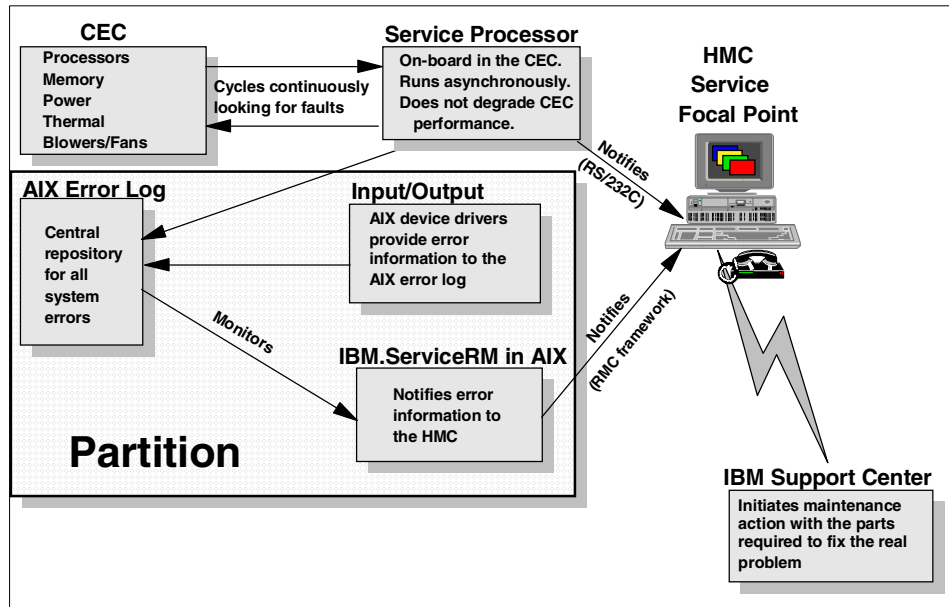 CEC
Processors
Memory
Power
Thermal
Blowers/Fans
Cycles continuously
looking for faults
Service Processor
On-board in the CEC.
Runs asynchronously.
Does not degrade CEC
performance.
HMC
Service
Focal Point
Notifies
(RS/232C)
AIX Error Log
Central
repository
for all
system
errors
Input/Output
AIX device drivers
provide error
information to the
AIX error log
Monitors
IBM.ServiceRM in AIX
Notifies error
information to
the HMC
Notifies
(RMC framework)
Partition
IBM Support Center
Initiates maintenance
action with the parts
required to fix the real
problem